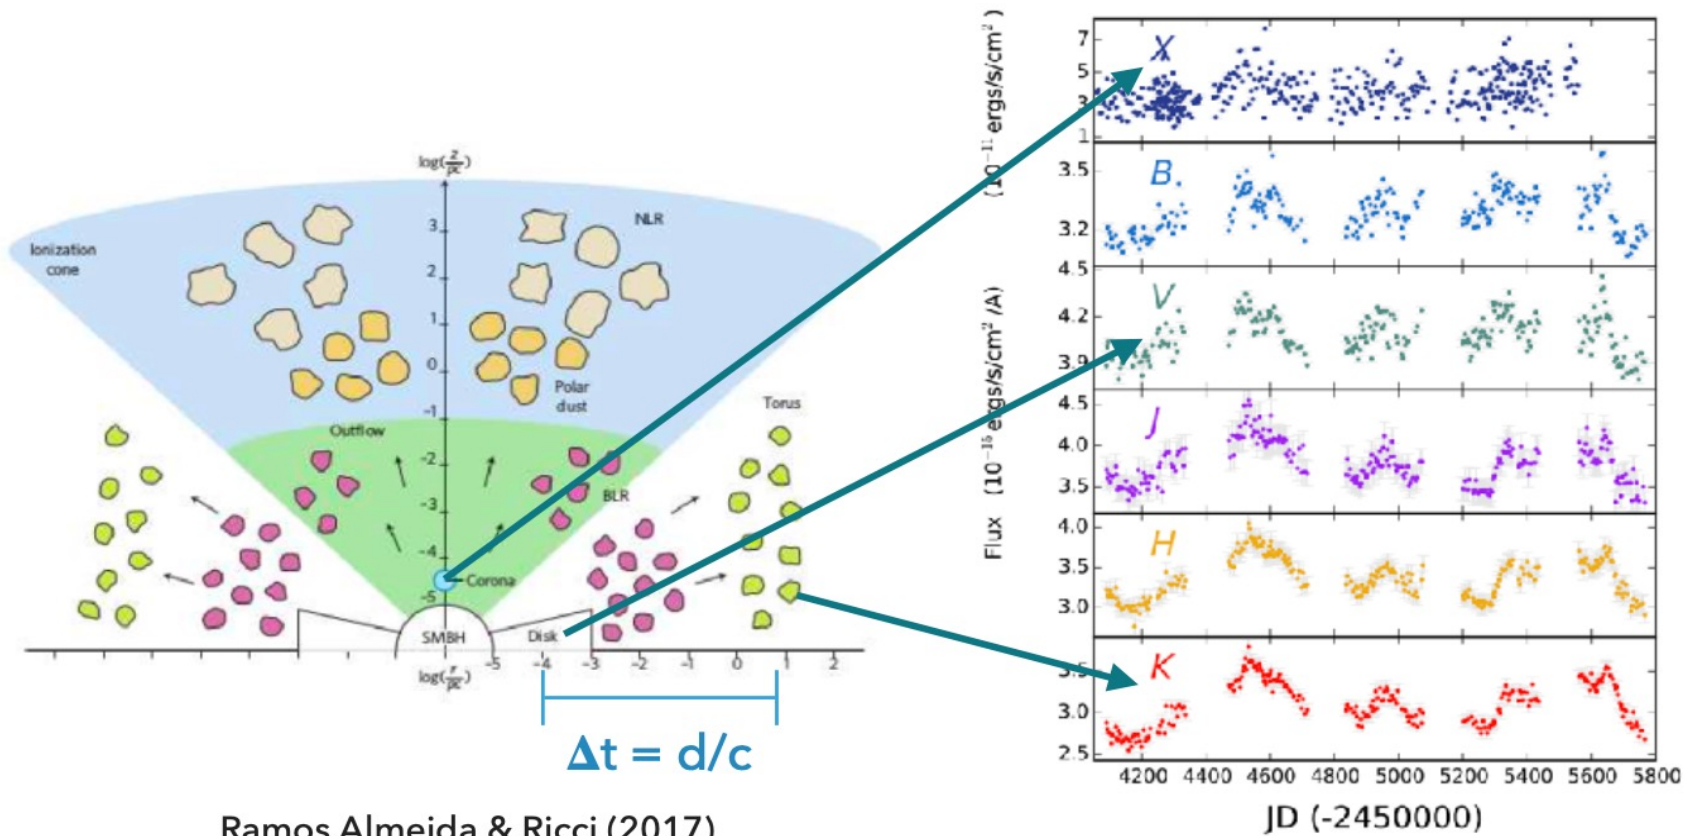 log(z/pc)
3
2
1
0
-1
-2
-3
-4
-5
Ionization
cone
NLR
Polar
dust
Torus
Outflow
BLR
Corona
SMBH
Disk
-5 -4 -3 -2 -1 0 1 2
log(r/pc)
Δt = d/c
Ramos Almeida & Ricci (2017)
Flux (10⁻¹⁵ ergs/s/cm² /A)
(10⁻¹¹ ergs/s/cm²)
X
7
5
3
1
B
3.5
3.2
V
4.5
4.2
3.9
J
4.5
4.0
3.5
H
4.0
3.5
3.0
K
3.0
2.5
4200 4400 4600 4800 5000 5200 5400 5600 5800
JD (-2450000)